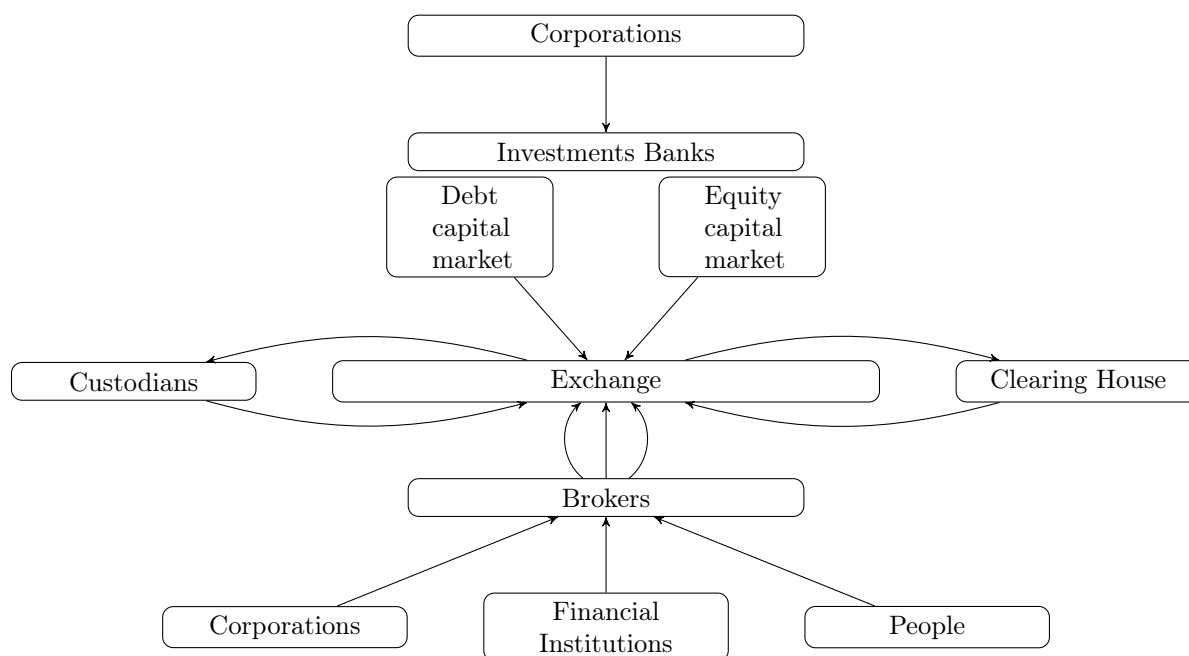 Corporations
Investments Banks
Debt
capital
market
Equity
capital
market
Custodians
Exchange
Clearing House
Brokers
Corporations
Financial
Institutions
People